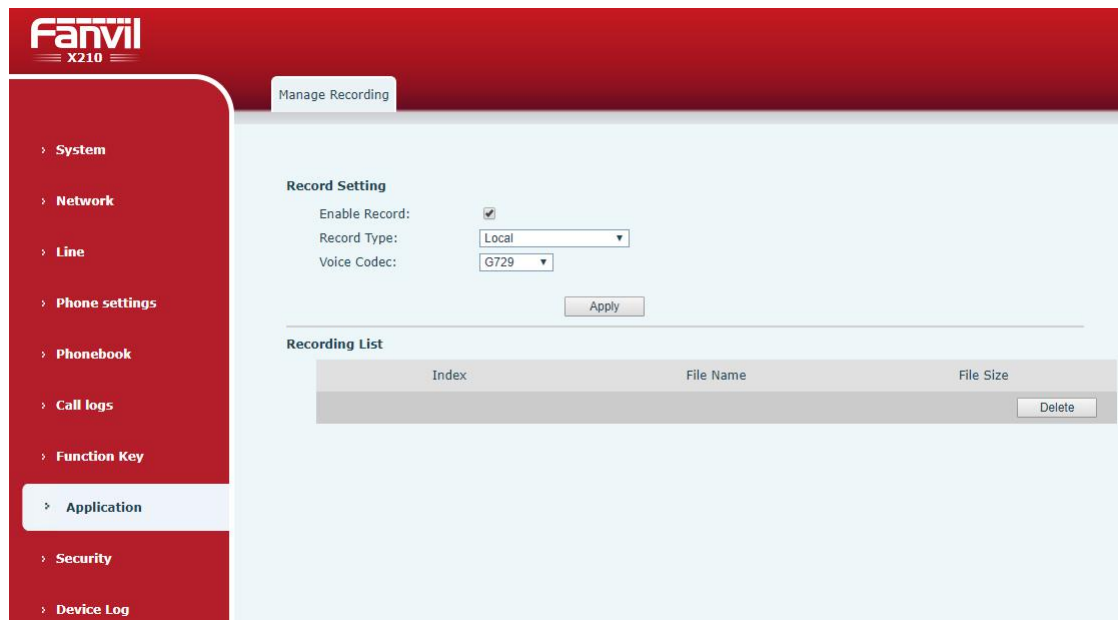 Fanvil
X210
Manage Recording
System
Network
Line
Phone settings
Phonebook
Call logs
Function Key
Application
Security
Device Log
Record Setting
Enable Record:
Record Type: Local
Voice Codec: G729
Apply
Recording List
Index File Name File Size
Delete